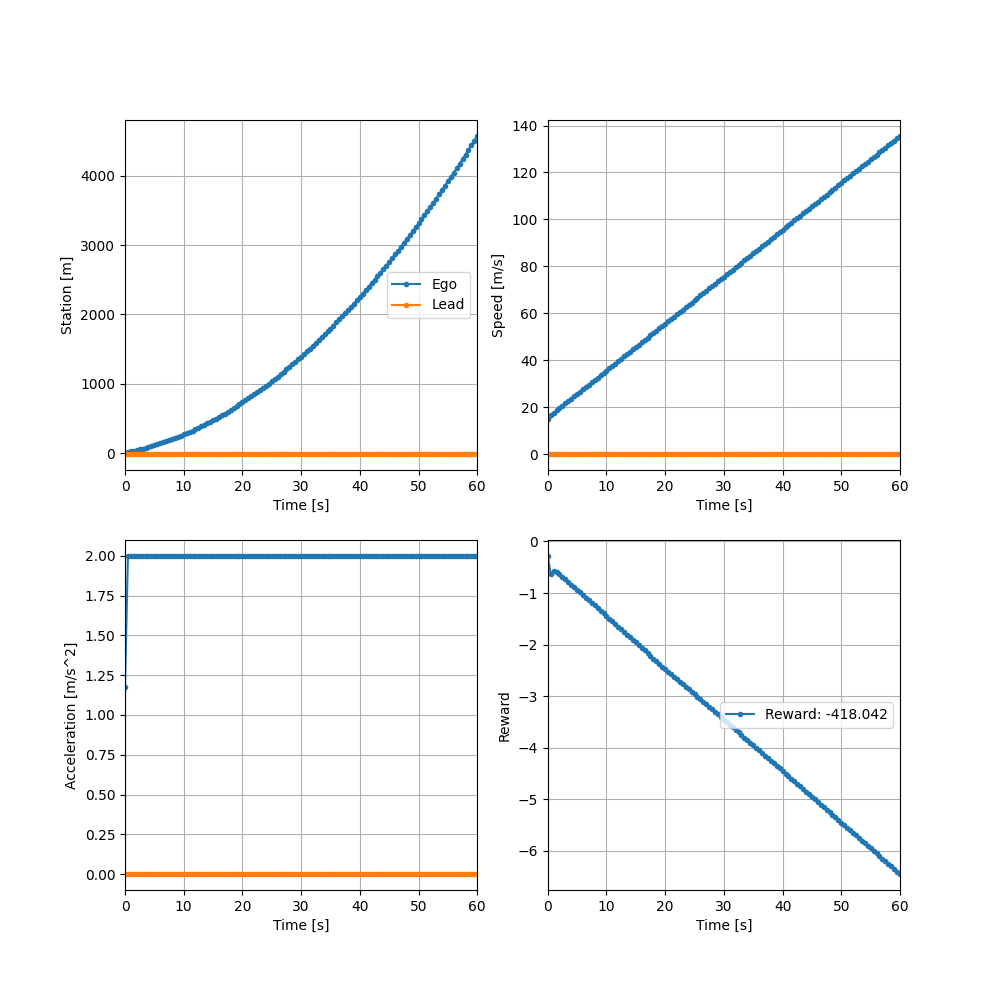 4000
3000
2000
1000
0
Station [m]
Ego
Lead
0 10 20 30 40 50 60
Time [s]
140
120
100
80
60
40
20
0
Speed [m/s]
0 10 20 30 40 50 60
Time [s]
2.00
1.75
1.50
1.25
1.00
0.75
0.50
0.25
0.00
Acceleration [m/s^2]
0 10 20 30 40 50 60
Time [s]
0
−1
−2
−3
−4
−5
−6
Reward
Reward: -418.042
0 10 20 30 40 50 60
Time [s]